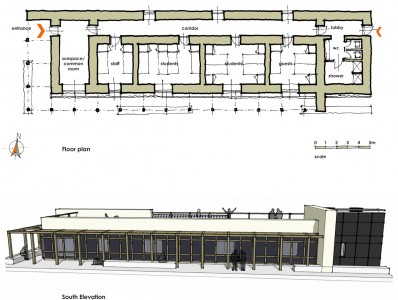 entrance
corridor
lobby
wc
sunspace/
common
room
staff
students
students
guests
shower
Floor plan
0 1 2 3 4 5m
scale
South Elevation